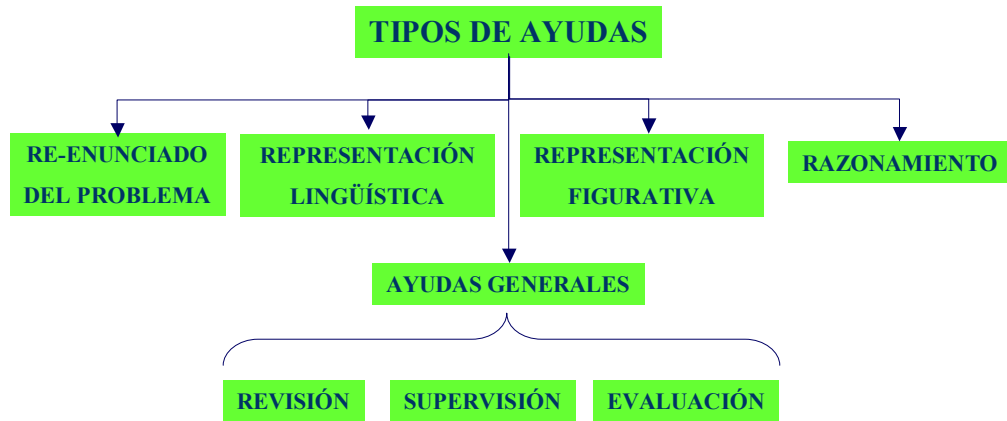 TIPOS DE AYUDAS
RE-ENUNCIADO
DEL PROBLEMA
REPRESENTACIÓN
LINGÜÍSTICA
REPRESENTACIÓN
FIGURATIVA
RAZONAMIENTO
AYUDAS GENERALES
REVISIÓN
SUPERVISIÓN
EVALUACIÓN